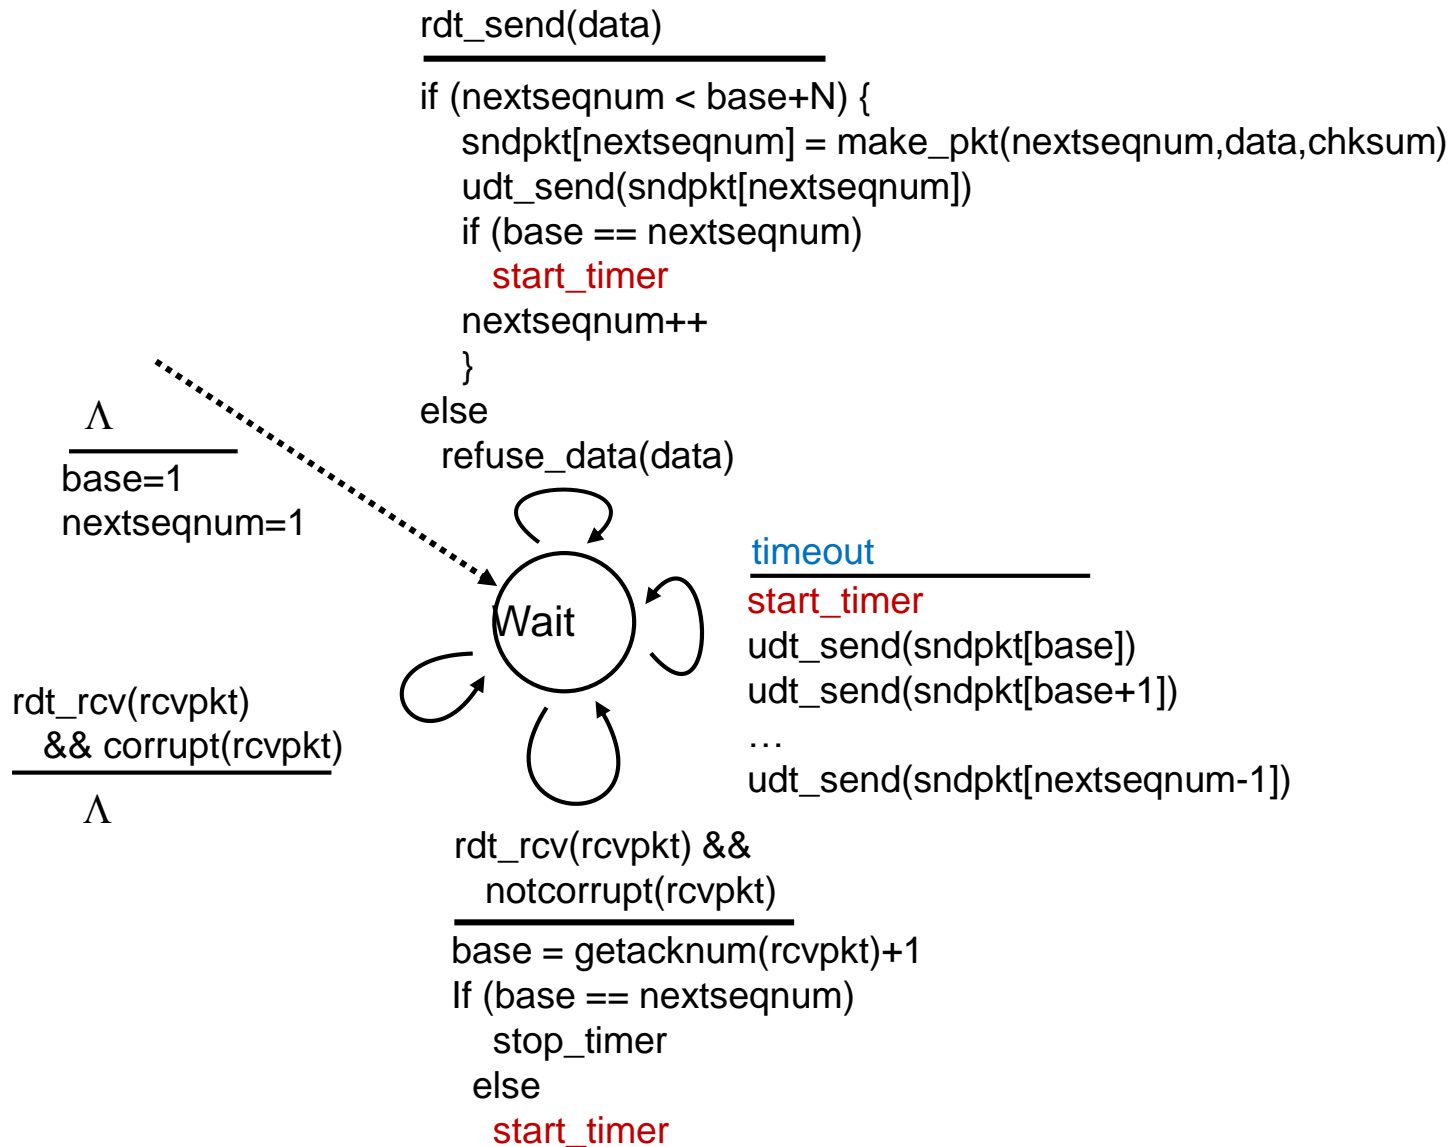 rdt_send(data)
if (nextseqnum < base+N) {
sndpkt[nextseqnum] = make_pkt(nextseqnum,data,chksum)
udt_send(sndpkt[nextseqnum])
if (base == nextseqnum)
start_timer
nextseqnum++
}
else
refuse_data(data)
Λ
base=1
nextseqnum=1
Wait
timeout
start_timer
udt_send(sndpkt[base])
udt_send(sndpkt[base+1])
…
udt_send(sndpkt[nextseqnum-1])
rdt_rcv(rcvpkt)
&& corrupt(rcvpkt)
Λ
rdt_rcv(rcvpkt) &&
notcorrupt(rcvpkt)
base = getacknum(rcvpkt)+1
If (base == nextseqnum)
stop_timer
else
start_timer